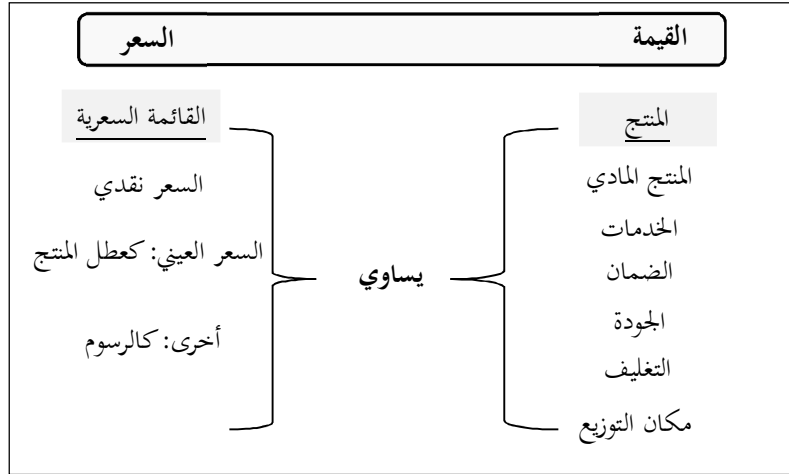 القيمة السعر
المنتج
المنتج المادي
الخدمات
الضمان
الجودة
التغليف
مكان التوزيع
يساوي
القائمة السعرية
السعر نقدي
السعر العيني: كعطل المنتج
أخرى: كالرسوم